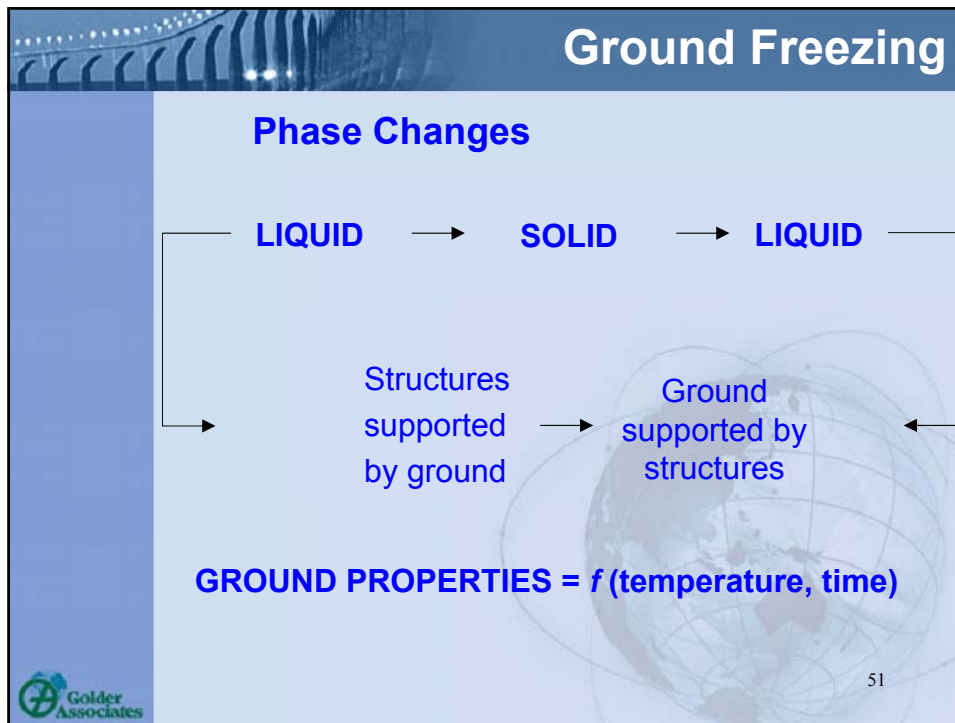 Ground Freezing
Phase Changes
LIQUID SOLID LIQUID
Structures
supported
by ground
Ground
supported by
structures
GROUND PROPERTIES = f (temperature, time)
51
Golder
Associates